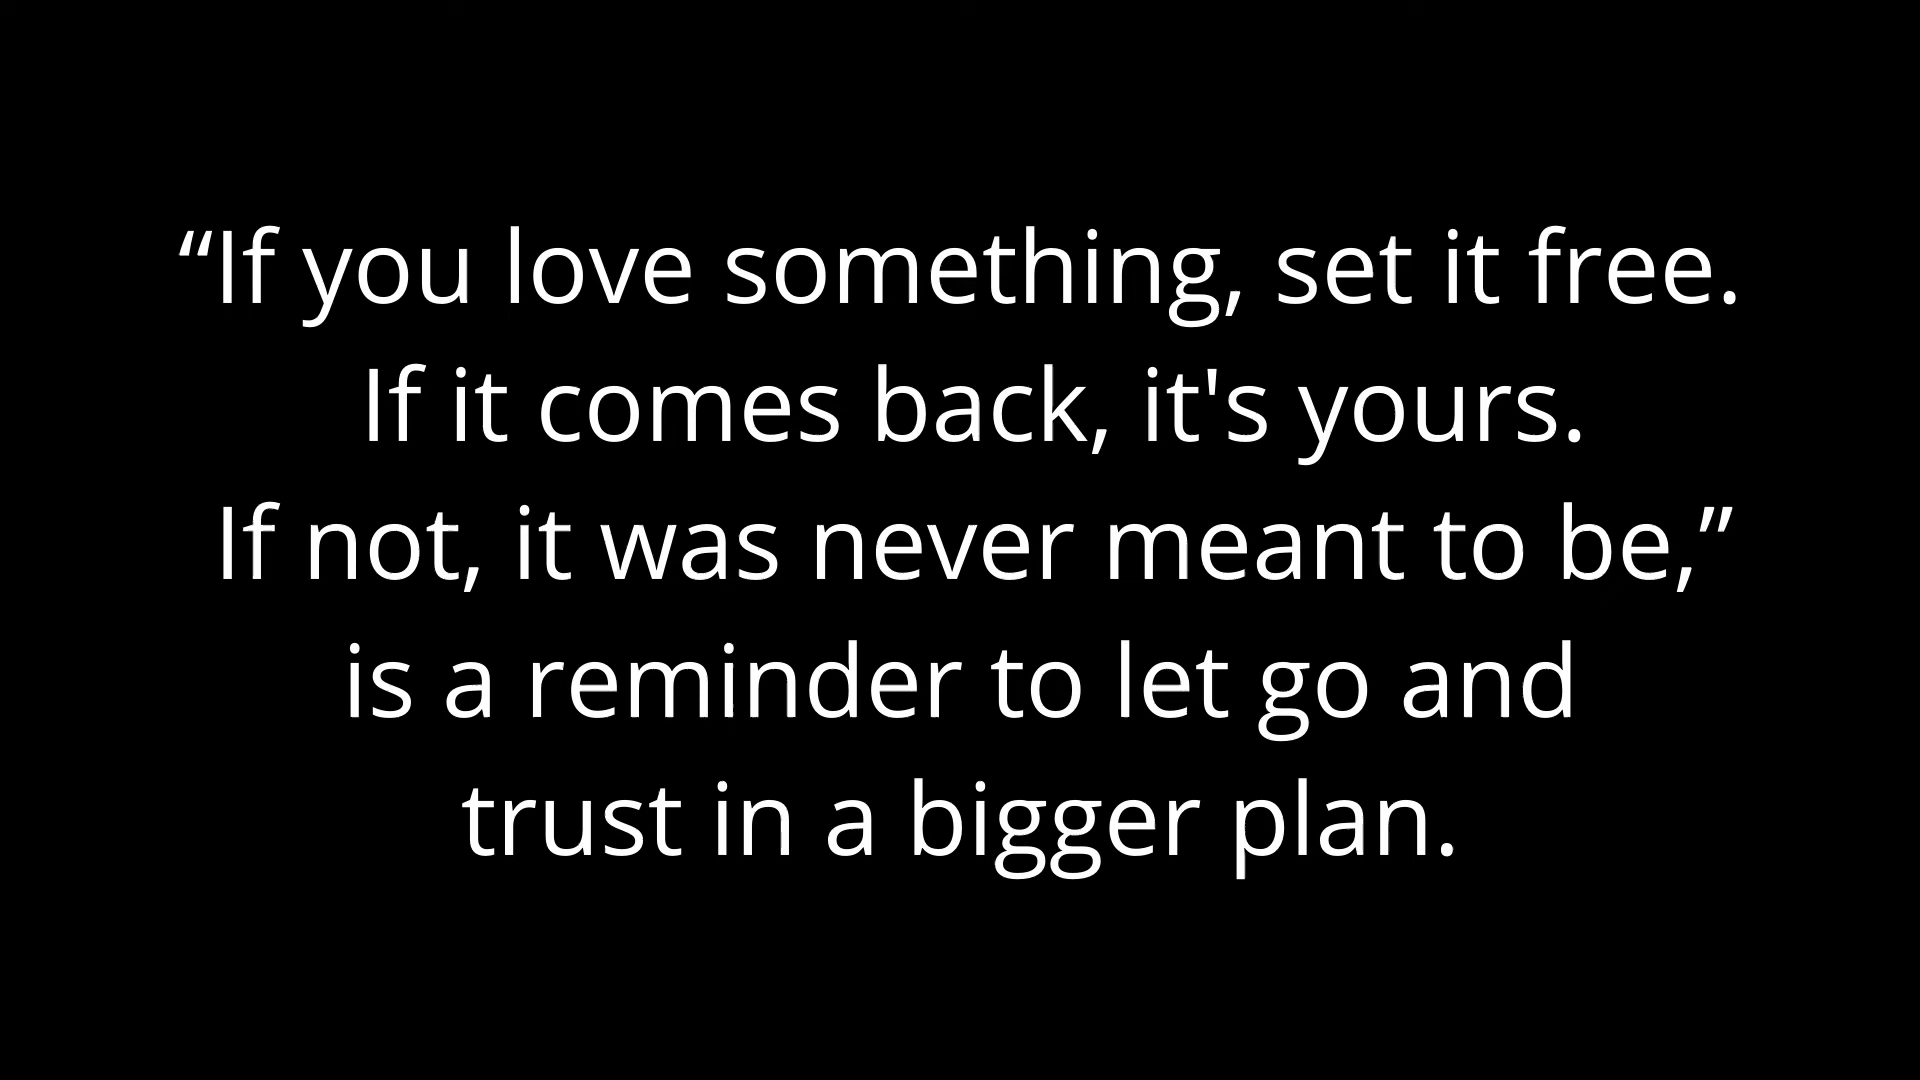 “If you love something, set it free.
If it comes back, it's yours.
If not, it was never meant to be,”
is a reminder to let go and
trust in a bigger plan.